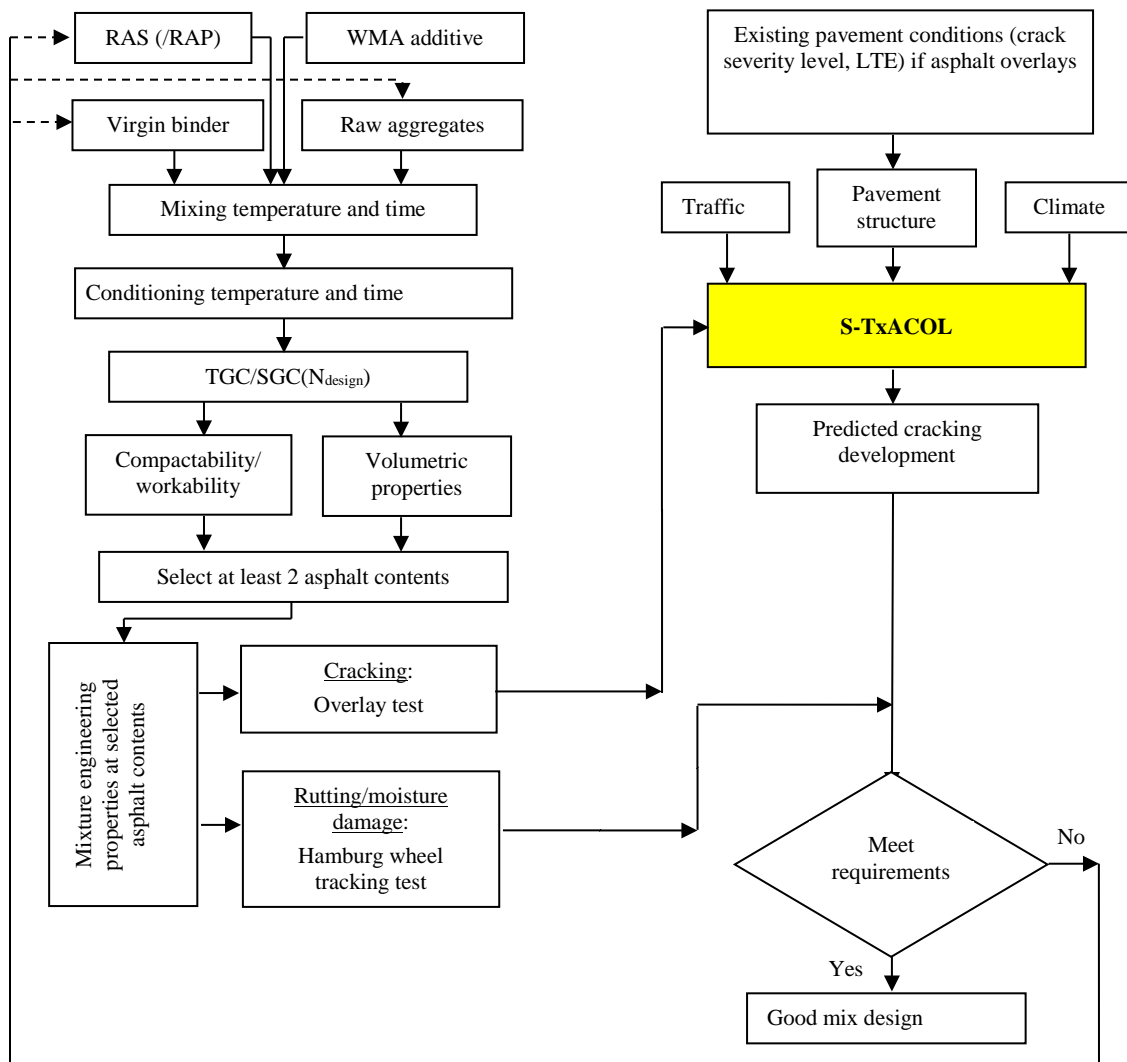 RAS (/RAP)
WMA additive
Virgin binder
Raw aggregates
Mixing temperature and time
Conditioning temperature and time
TGC/SGC(Ndesign)
Compactability/
workability
Volumetric
properties
Select at least 2 asphalt contents
Mixture engineering
properties at selected
asphalt contents
Cracking:
Overlay test
Rutting/moisture
damage:
Hamburg wheel
tracking test
Existing pavement conditions (crack
severity level, LTE) if asphalt overlays
Traffic
Pavement
structure
Climate
S-TxACOL
Predicted cracking
development
Meet
requirements
No
Yes
Good mix design